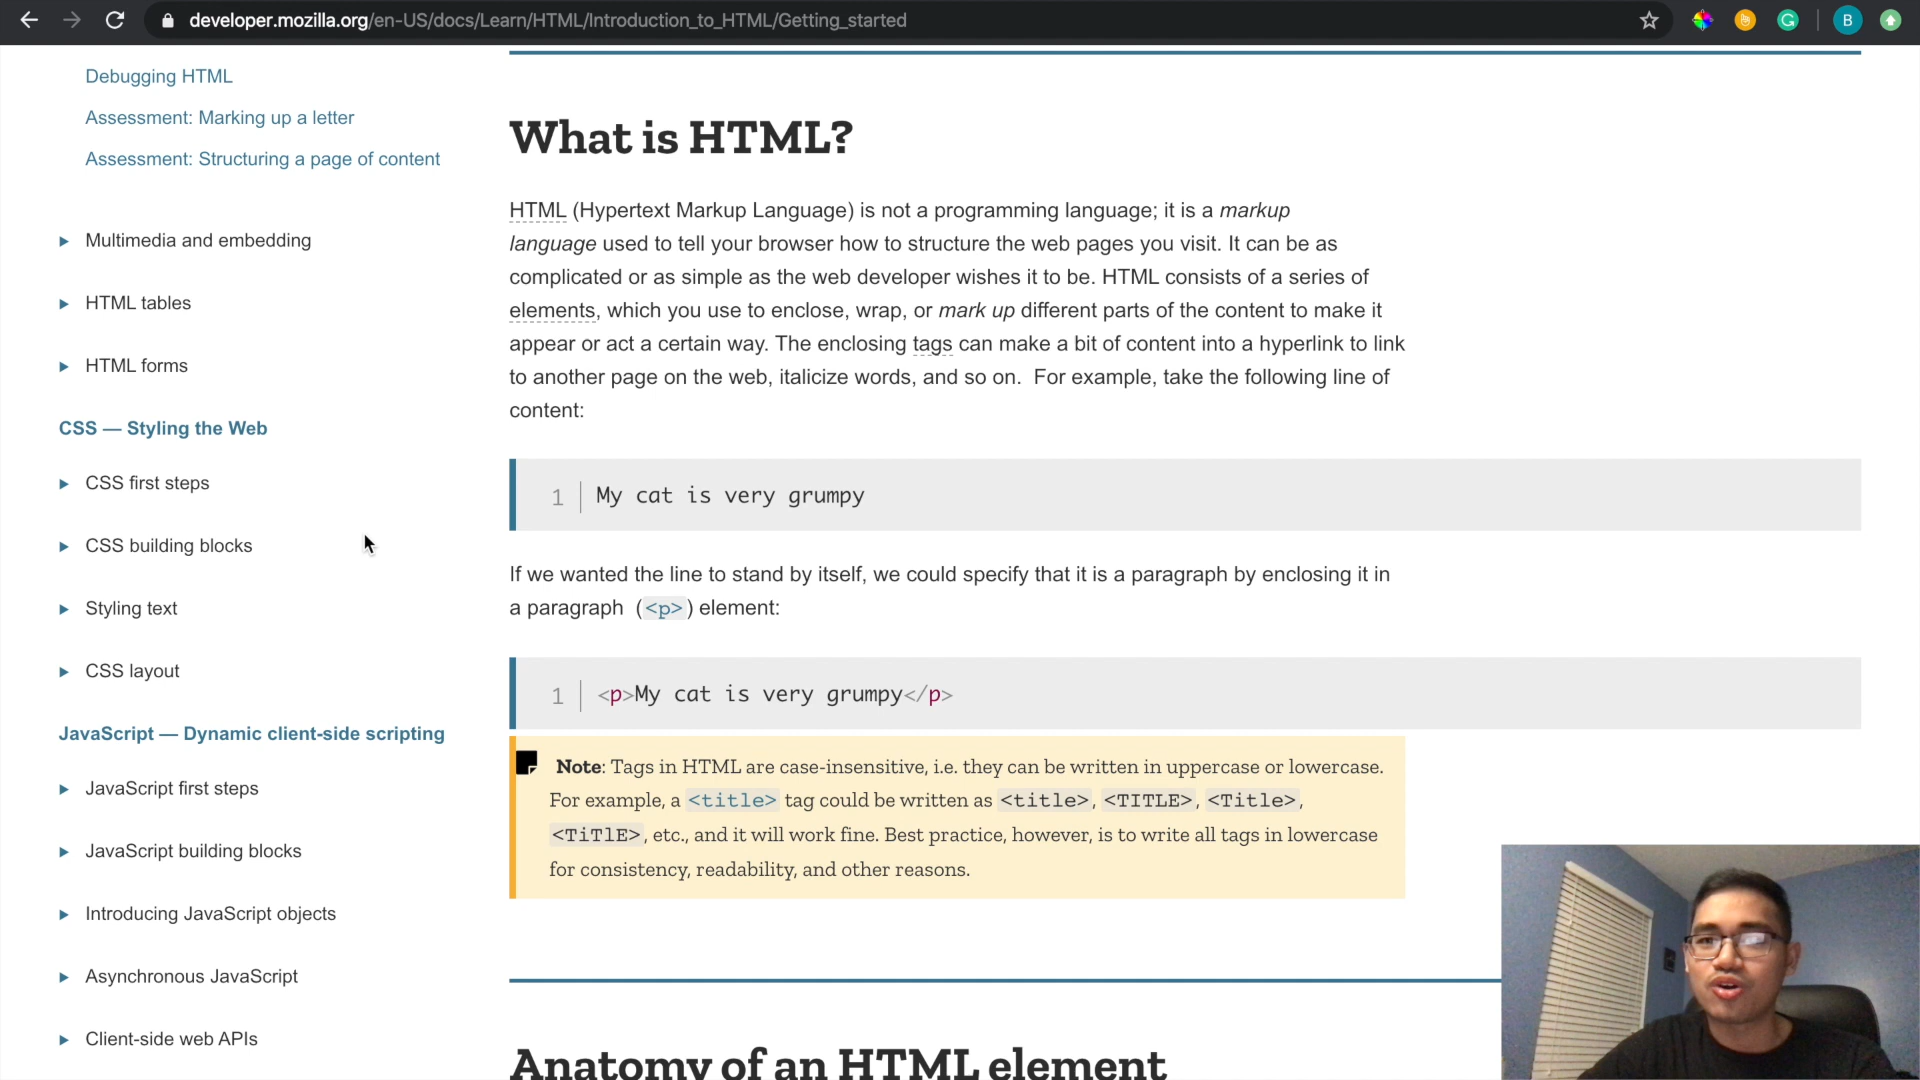 developer.mozilla.org/en-US/docs/Learn/HTML/Introduction_to_HTML/Getting_started
B
Debugging HTML
Assessment: Marking up a letter
Assessment: Structuring a page of content
▸ Multimedia and embedding
▸ HTML tables
▸ HTML forms
CSS — Styling the Web
▸ CSS first steps
▸ CSS building blocks
▸ Styling text
▸ CSS layout
JavaScript — Dynamic client-side scripting
▸ JavaScript first steps
▸ JavaScript building blocks
▸ Introducing JavaScript objects
▸ Asynchronous JavaScript
▸ Client-side web APIs
What is HTML?
HTML (Hypertext Markup Language) is not a programming language; it is a markup
language used to tell your browser how to structure the web pages you visit. It can be as
complicated or as simple as the web developer wishes it to be. HTML consists of a series of
elements, which you use to enclose, wrap, or mark up different parts of the content to make it
appear or act a certain way. The enclosing tags can make a bit of content into a hyperlink to link
to another page on the web, italicize words, and so on. For example, take the following line of
content:
1 My cat is very grumpy
If we wanted the line to stand by itself, we could specify that it is a paragraph by enclosing it in
a paragraph (<p>) element:
1 <p>My cat is very grumpy</p>
Note: Tags in HTML are case-insensitive, i.e. they can be written in uppercase or lowercase.
For example, a <title> tag could be written as <title>, <TITLE>, <Title>,
<TiTlE>, etc., and it will work fine. Best practice, however, is to write all tags in lowercase
for consistency, readability, and other reasons.
Anatomy of an HTML element